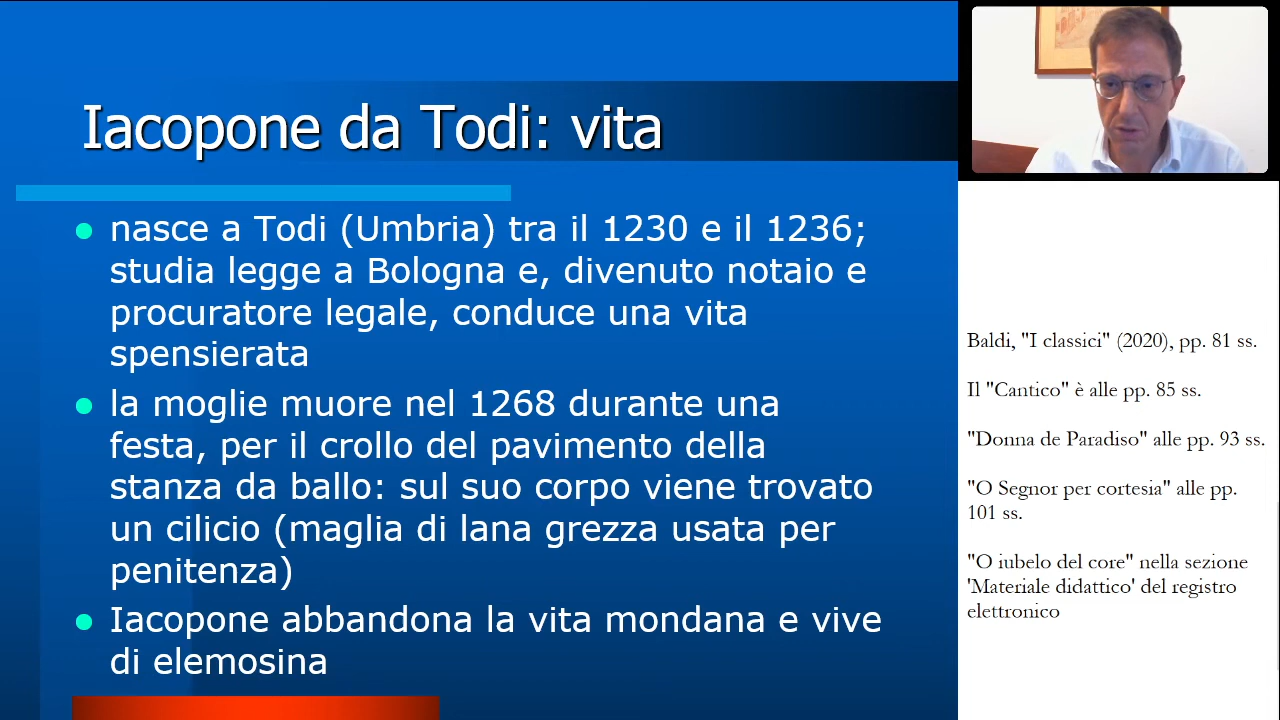 Iacopone da Todi: vita
nasce a Todi (Umbria) tra il 1230 e il 1236;
studia legge a Bologna e, divenuto notaio e
procuratore legale, conduce una vita
spensierata
la moglie muore nel 1268 durante una
festa, per il crollo del pavimento della
stanza da ballo: sul suo corpo viene trovato
un cilicio (maglia di lana grezza usata per
penitenza)
Iacopone abbandona la vita mondana e vive
di elemosina
Baldi, "I classici" (2020), pp. 81 ss.
Il "Cantico" è alle pp. 85 ss.
"Donna de Paradiso" alle pp. 93 ss.
"O Segnor per cortesia" alle pp.
101 ss.
"O iubelo del core" nella sezione
'Materiale didattico' del registro
elettronico